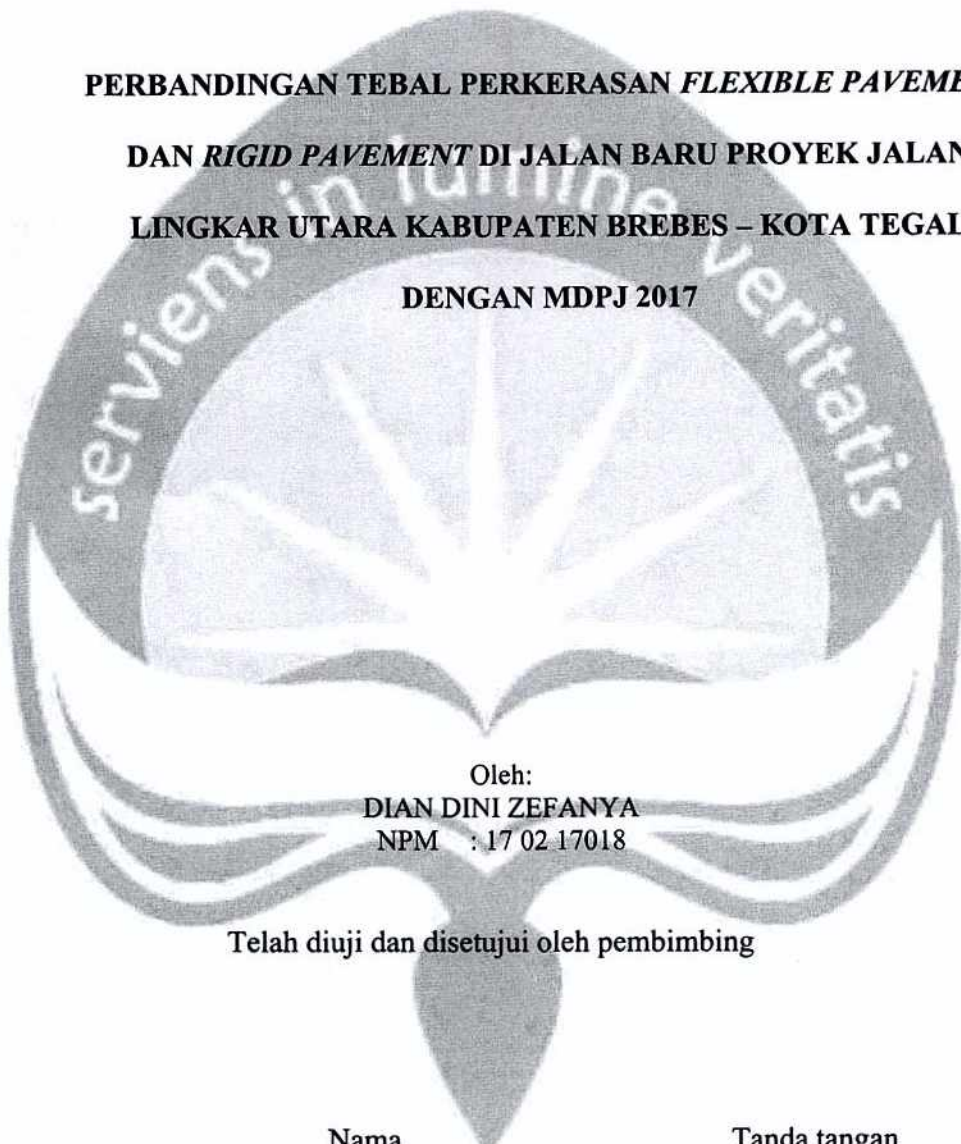 PERBANDINGAN TEBAL PERKERASAN FLEXIBLE PAVEME
DAN RIGID PAVEMENT DI JALAN BARU PROYEK JALAN
LINGKAR UTARA KABUPATEN BREBES – KOTA TEGAL
DENGAN MDPJ 2017
serviens in lumine veritatis
Oleh:
DIAN DINI ZEFANYA
NPM : 17 02 17018
Telah diuji dan disetujui oleh pembimbing
Nama Tanda tangan